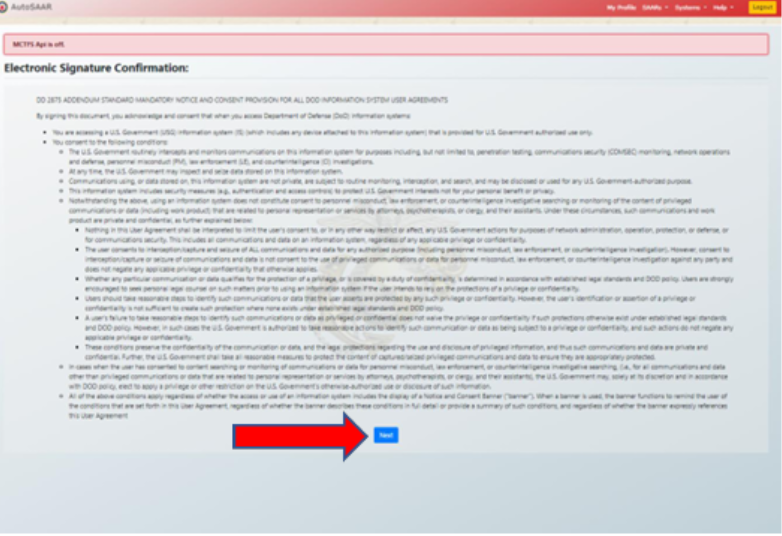 AutoSAAR
My Profile SAARs Systems Help Logout
MCTFS Api is off.
Electronic Signature Confirmation:
DD 2875 ADDENDUM STANDARD MANDATORY NOTICE AND CONSENT PROVISION FOR ALL DOD INFORMATION SYSTEM USER AGREEMENTS
By signing this document, you acknowledge and consent that when you access Department of Defense (DoD) information systems:
You are accessing a U.S. Government (USG) information system (IS) (which includes any device attached to this information system) that is provided for U.S. Government authorized use only.
You consent to the following conditions:
The U.S. Government routinely intercepts and monitors communications on this information system for purposes including, but not limited to, penetration testing, communications security (COMSEC) monitoring, network operations
and defense, personnel misconduct (PM), law enforcement (LE), and counterintelligence (CI) investigations.
At any time, the U.S. Government may inspect and seize data stored on this information system.
Communications using, or data stored on, this information system are not private, are subject to routine monitoring, interception, and search, and may be disclosed or used for any U.S. Government-authorized purpose.
This information system includes security measures (e.g., authentication and access controls) to protect U.S. Government interests not for your personal benefit or privacy.
Notwithstanding the above, using an information system does not constitute consent to personnel misconduct, law enforcement, or counterintelligence investigative searching or monitoring of the content of privileged
communications or data (including work product) that are related to personal representation or services by attorneys, psychotherapists, or clergy, and their assistants. Under these circumstances, such communications and work
product are private and confidential, as further explained below:
Nothing in this User Agreement shall be interpreted to limit the user's consent to, or in any other way restrict or affect, any U.S. Government actions for purposes of network administration, operation, protection, or defense, or
for communications security. This includes all communications and data on an information system, regardless of any applicable privilege or confidentiality.
The user consents to interception/capture and seizure of ALL communications and data for any authorized purpose (including personnel misconduct, law enforcement, or counterintelligence investigation). However, consent to
interception/capture or seizure of communications and data is not consent to the use of privileged communications or data for personnel misconduct, law enforcement, or counterintelligence investigation against any party and
does not negate any applicable privilege or confidentiality that otherwise applies.
Whether any particular communication or data qualifies for the protection of a privilege, or is covered by a duty of confidentiality, is determined in accordance with established legal standards and DOD policy. Users are strongly
encouraged to seek personal legal counsel on such matters prior to using an information system if the user intends to rely on the protections of a privilege or confidentiality.
Users should take reasonable steps to identify such communications or data that the user asserts are protected by any such privilege or confidentiality. However, the user's identification or assertion of a privilege or
confidentiality is not sufficient to create such protection where none exists under established legal standards and DOD policy.
A user's failure to take reasonable steps to identify such communications or data as privileged or confidential does not waive the privilege or confidentiality if such protections otherwise exist under established legal standards
and DOD policy. However, in such cases the U.S. Government is authorized to take reasonable actions to identify such communication or data as being subject to a privilege or confidentiality, and such actions do not negate any
applicable privilege or confidentiality.
These conditions preserve the confidentiality of the communication or data, and the legal protections regarding the use and disclosure of privileged information, and thus such communications and data are private and
confidential. Further, the U.S. Government shall take all reasonable measures to protect the content of captured/seized privileged communications and data to ensure they are appropriately protected.
In cases when the user has consented to content searching or monitoring of communications or data for personnel misconduct, law enforcement, or counterintelligence investigative searching, (i.e., for all communications and data
other than privileged communications or data that are related to personal representation or services by attorneys, psychotherapists, or clergy, and their assistants), the U.S. Government may, solely at its discretion and in accordance
with DOD policy, elect to apply a privilege or other restriction on the U.S. Government's otherwise-authorized use or disclosure of such information.
All of the above conditions apply regardless of whether the access or use of an information system includes the display of a Notice and Consent Banner ("banner"). When a banner is used, the banner functions to remind the user of
the conditions that are set forth in this User Agreement, regardless of whether the banner describes these conditions in full detail or provide a summary of such conditions, and regardless of whether the banner expressly references
this User Agreement
Next